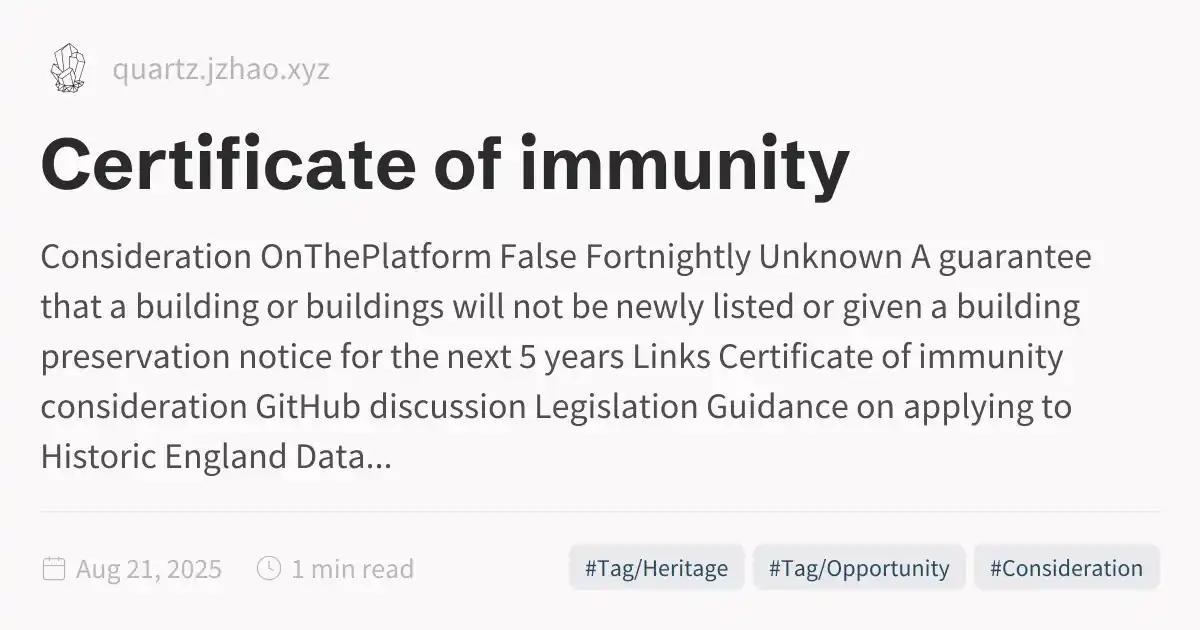 quartz.jzhao.xyz
Certificate of immunity
Consideration OnThePlatform False Fortnightly Unknown A guarantee
that a building or buildings will not be newly listed or given a building
preservation notice for the next 5 years Links Certificate of immunity
consideration GitHub discussion Legislation Guidance on applying to
Historic England Data...
Aug 21, 2025 1 min read #Tag/Heritage #Tag/Opportunity #Consideration